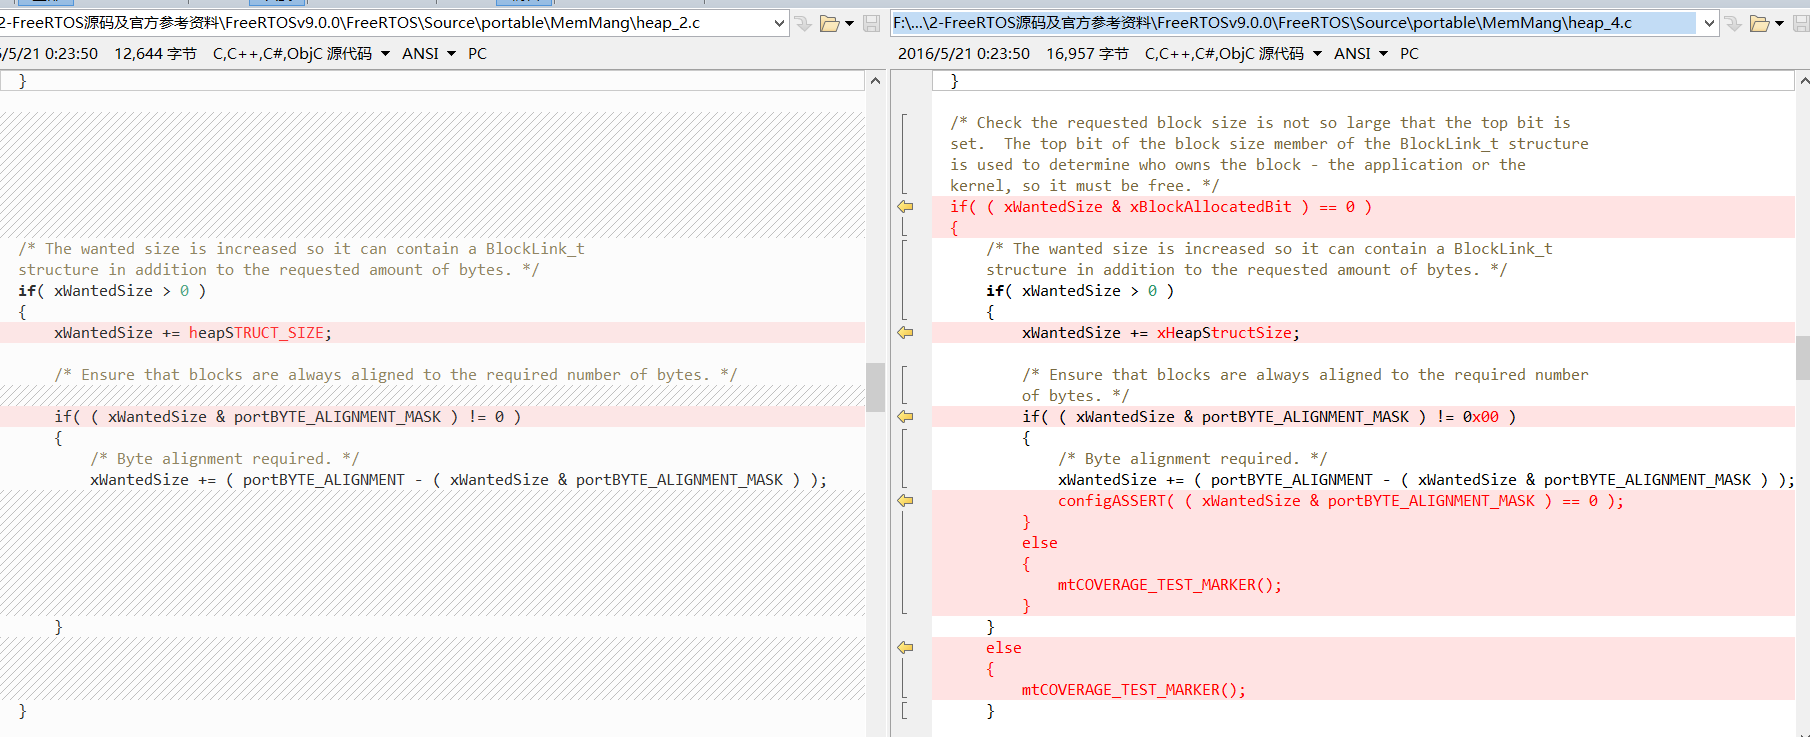 2-FreeRTOS源码及官方参考资料\FreeRTOSv9.0.0\FreeRTOS\Source\portable\MemMang\heap_2.c
/5/21 0:23:50 12,644 字节 C,C++,C#,ObjC 源代码 ANSI PC
}
/* The wanted size is increased so it can contain a BlockLink_t
structure in addition to the requested amount of bytes. */
if( xWantedSize > 0 )
{
xWantedSize += heapSTRUCT_SIZE;
/* Ensure that blocks are always aligned to the required number of bytes. */
if( ( xWantedSize & portBYTE_ALIGNMENT_MASK ) != 0 )
{
/* Byte alignment required. */
xWantedSize += ( portBYTE_ALIGNMENT - ( xWantedSize & portBYTE_ALIGNMENT_MASK ) );
}
}
F:\...\2-FreeRTOS源码及官方参考资料\FreeRTOSv9.0.0\FreeRTOS\Source\portable\MemMang\heap_4.c
2016/5/21 0:23:50 16,957 字节 C,C++,C#,ObjC 源代码 ANSI PC
}
/* Check the requested block size is not so large that the top bit is
set.  The top bit of the block size member of the BlockLink_t structure
is used to determine who owns the block - the application or the
kernel, so it must be free. */
if( ( xWantedSize & xBlockAllocatedBit ) == 0 )
{
/* The wanted size is increased so it can contain a BlockLink_t
structure in addition to the requested amount of bytes. */
if( xWantedSize > 0 )
{
xWantedSize += xHeapStructSize;
/* Ensure that blocks are always aligned to the required number
of bytes. */
if( ( xWantedSize & portBYTE_ALIGNMENT_MASK ) != 0x00 )
{
/* Byte alignment required. */
xWantedSize += ( portBYTE_ALIGNMENT - ( xWantedSize & portBYTE_ALIGNMENT_MASK ) );
configASSERT( ( xWantedSize & portBYTE_ALIGNMENT_MASK ) == 0 );
}
else
{
mtCOVERAGE_TEST_MARKER();
}
}
else
{
mtCOVERAGE_TEST_MARKER();
}